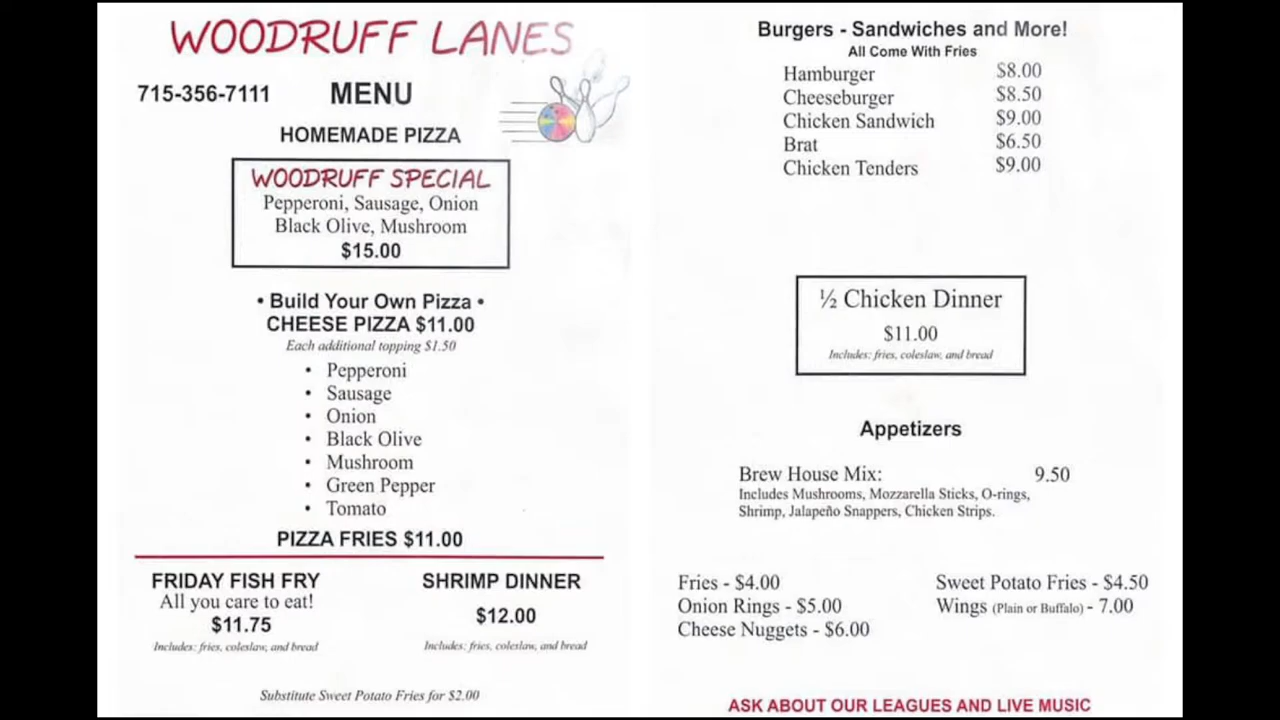 WOODRUFF LANES
715-356-7111 MENU
HOMEMADE PIZZA
WOODRUFF SPECIAL
Pepperoni, Sausage, Onion
Black Olive, Mushroom
$15.00
• Build Your Own Pizza •
CHEESE PIZZA $11.00
Each additional topping $1.50
• Pepperoni
• Sausage
• Onion
• Black Olive
• Mushroom
• Green Pepper
• Tomato
PIZZA FRIES $11.00
FRIDAY FISH FRY
All you care to eat!
$11.75
Includes: fries, coleslaw, and bread
SHRIMP DINNER
$12.00
Includes: fries, coleslaw, and bread
Substitute Sweet Potato Fries for $2.00
Burgers - Sandwiches and More!
All Come With Fries
Hamburger $8.00
Cheeseburger $8.50
Chicken Sandwich $9.00
Brat $6.50
Chicken Tenders $9.00
½ Chicken Dinner
$11.00
Includes: fries, coleslaw, and bread
Appetizers
Brew House Mix: 9.50
Includes Mushrooms, Mozzarella Sticks, O-rings,
Shrimp, Jalapeño Snappers, Chicken Strips.
Fries - $4.00 Sweet Potato Fries - $4.50
Onion Rings - $5.00 Wings (Plain or Buffalo) - 7.00
Cheese Nuggets - $6.00
ASK ABOUT OUR LEAGUES AND LIVE MUSIC